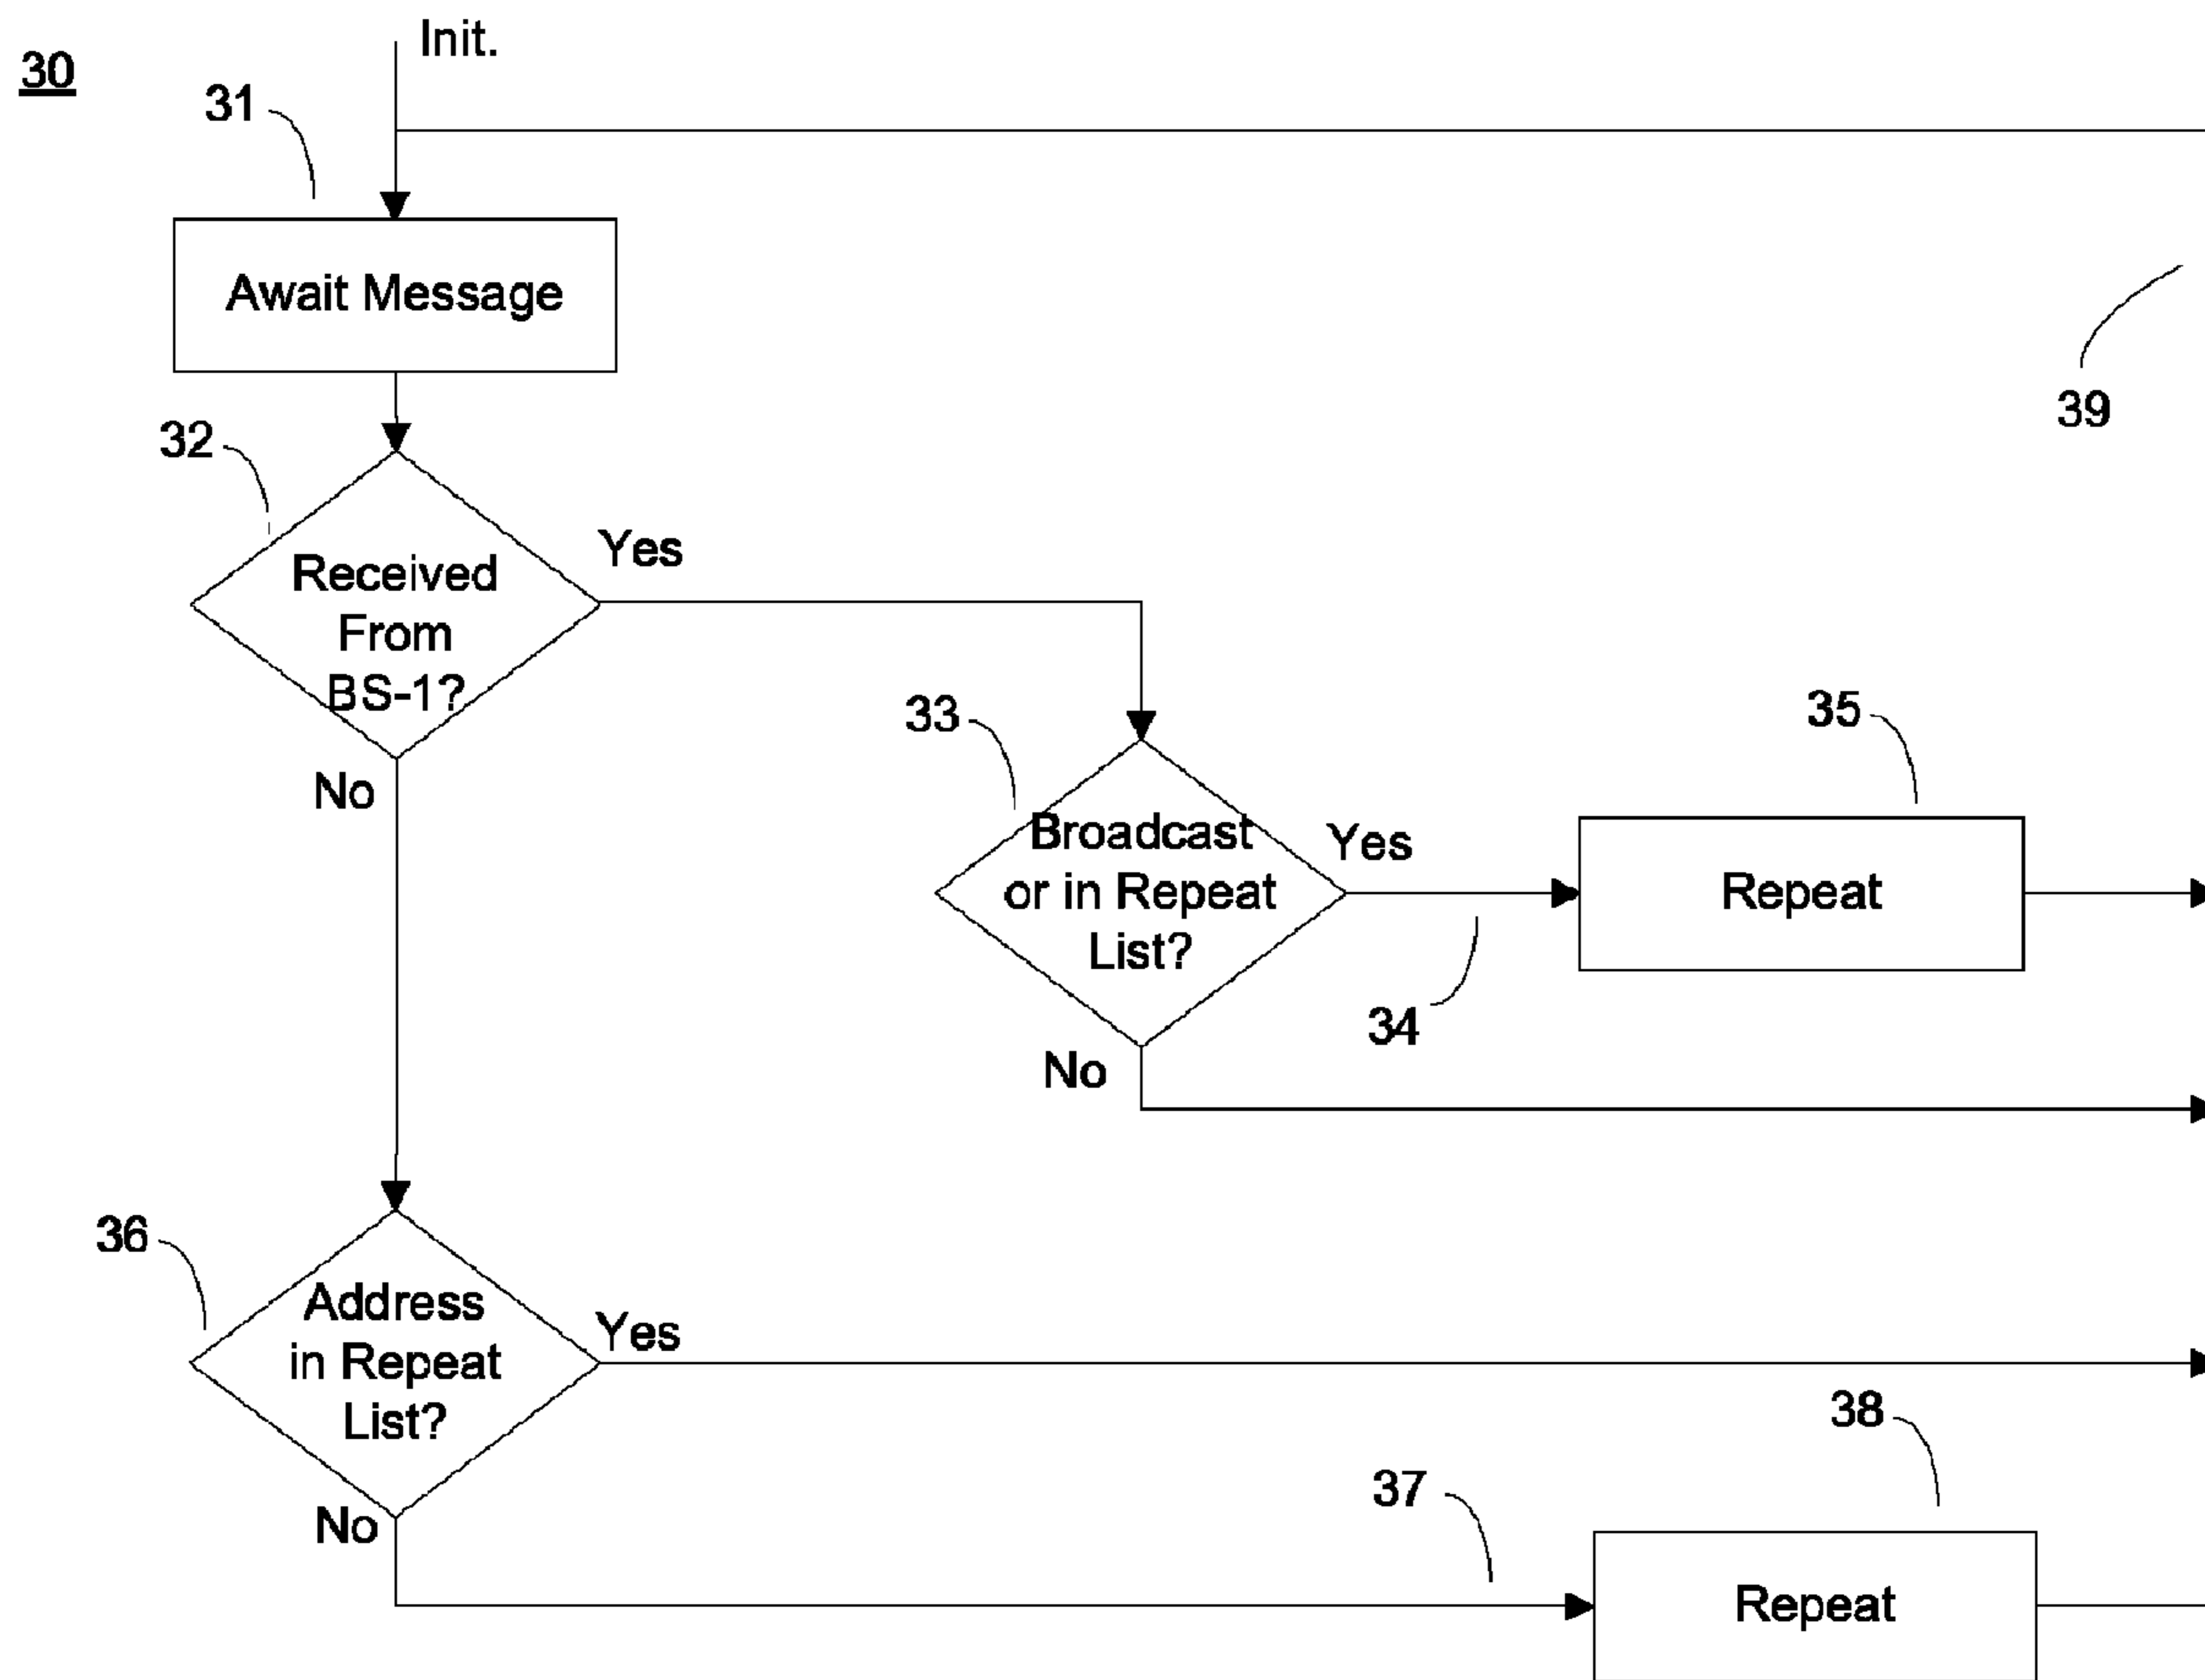 Init.
30
31
Await Message
39
32
Received
From
BS-1?
Yes
No
33
Broadcast
or in Repeat
List?
Yes
34
35
Repeat
No
36
Address
in Repeat
List?
Yes
No
37
38
Repeat